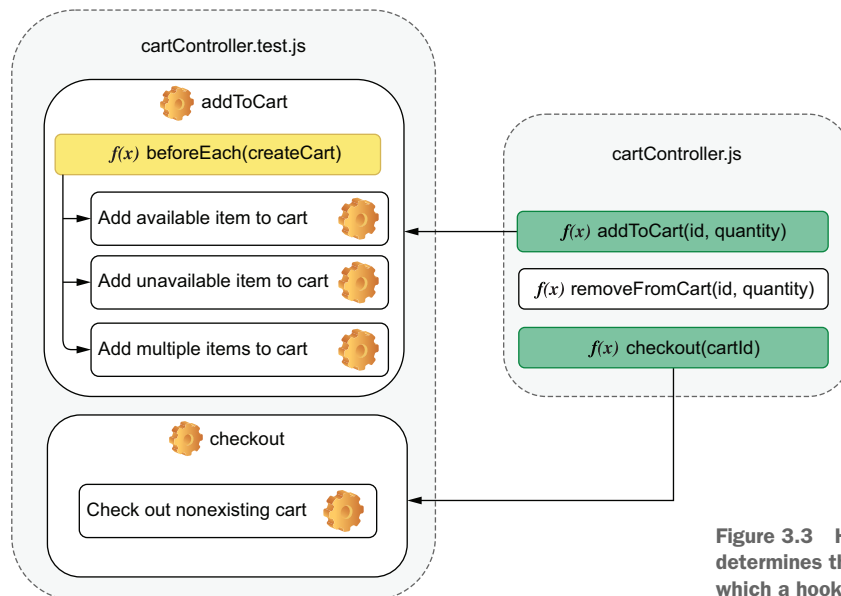 cartController.test.js
addToCart
f(x) beforeEach(createCart)
Add available item to cart
Add unavailable item to cart
Add multiple items to cart
checkout
Check out nonexisting cart
cartController.js
f(x) addToCart(id, quantity)
f(x) removeFromCart(id, quantity)
f(x) checkout(cartId)
Figure 3.3
determines
which a hook